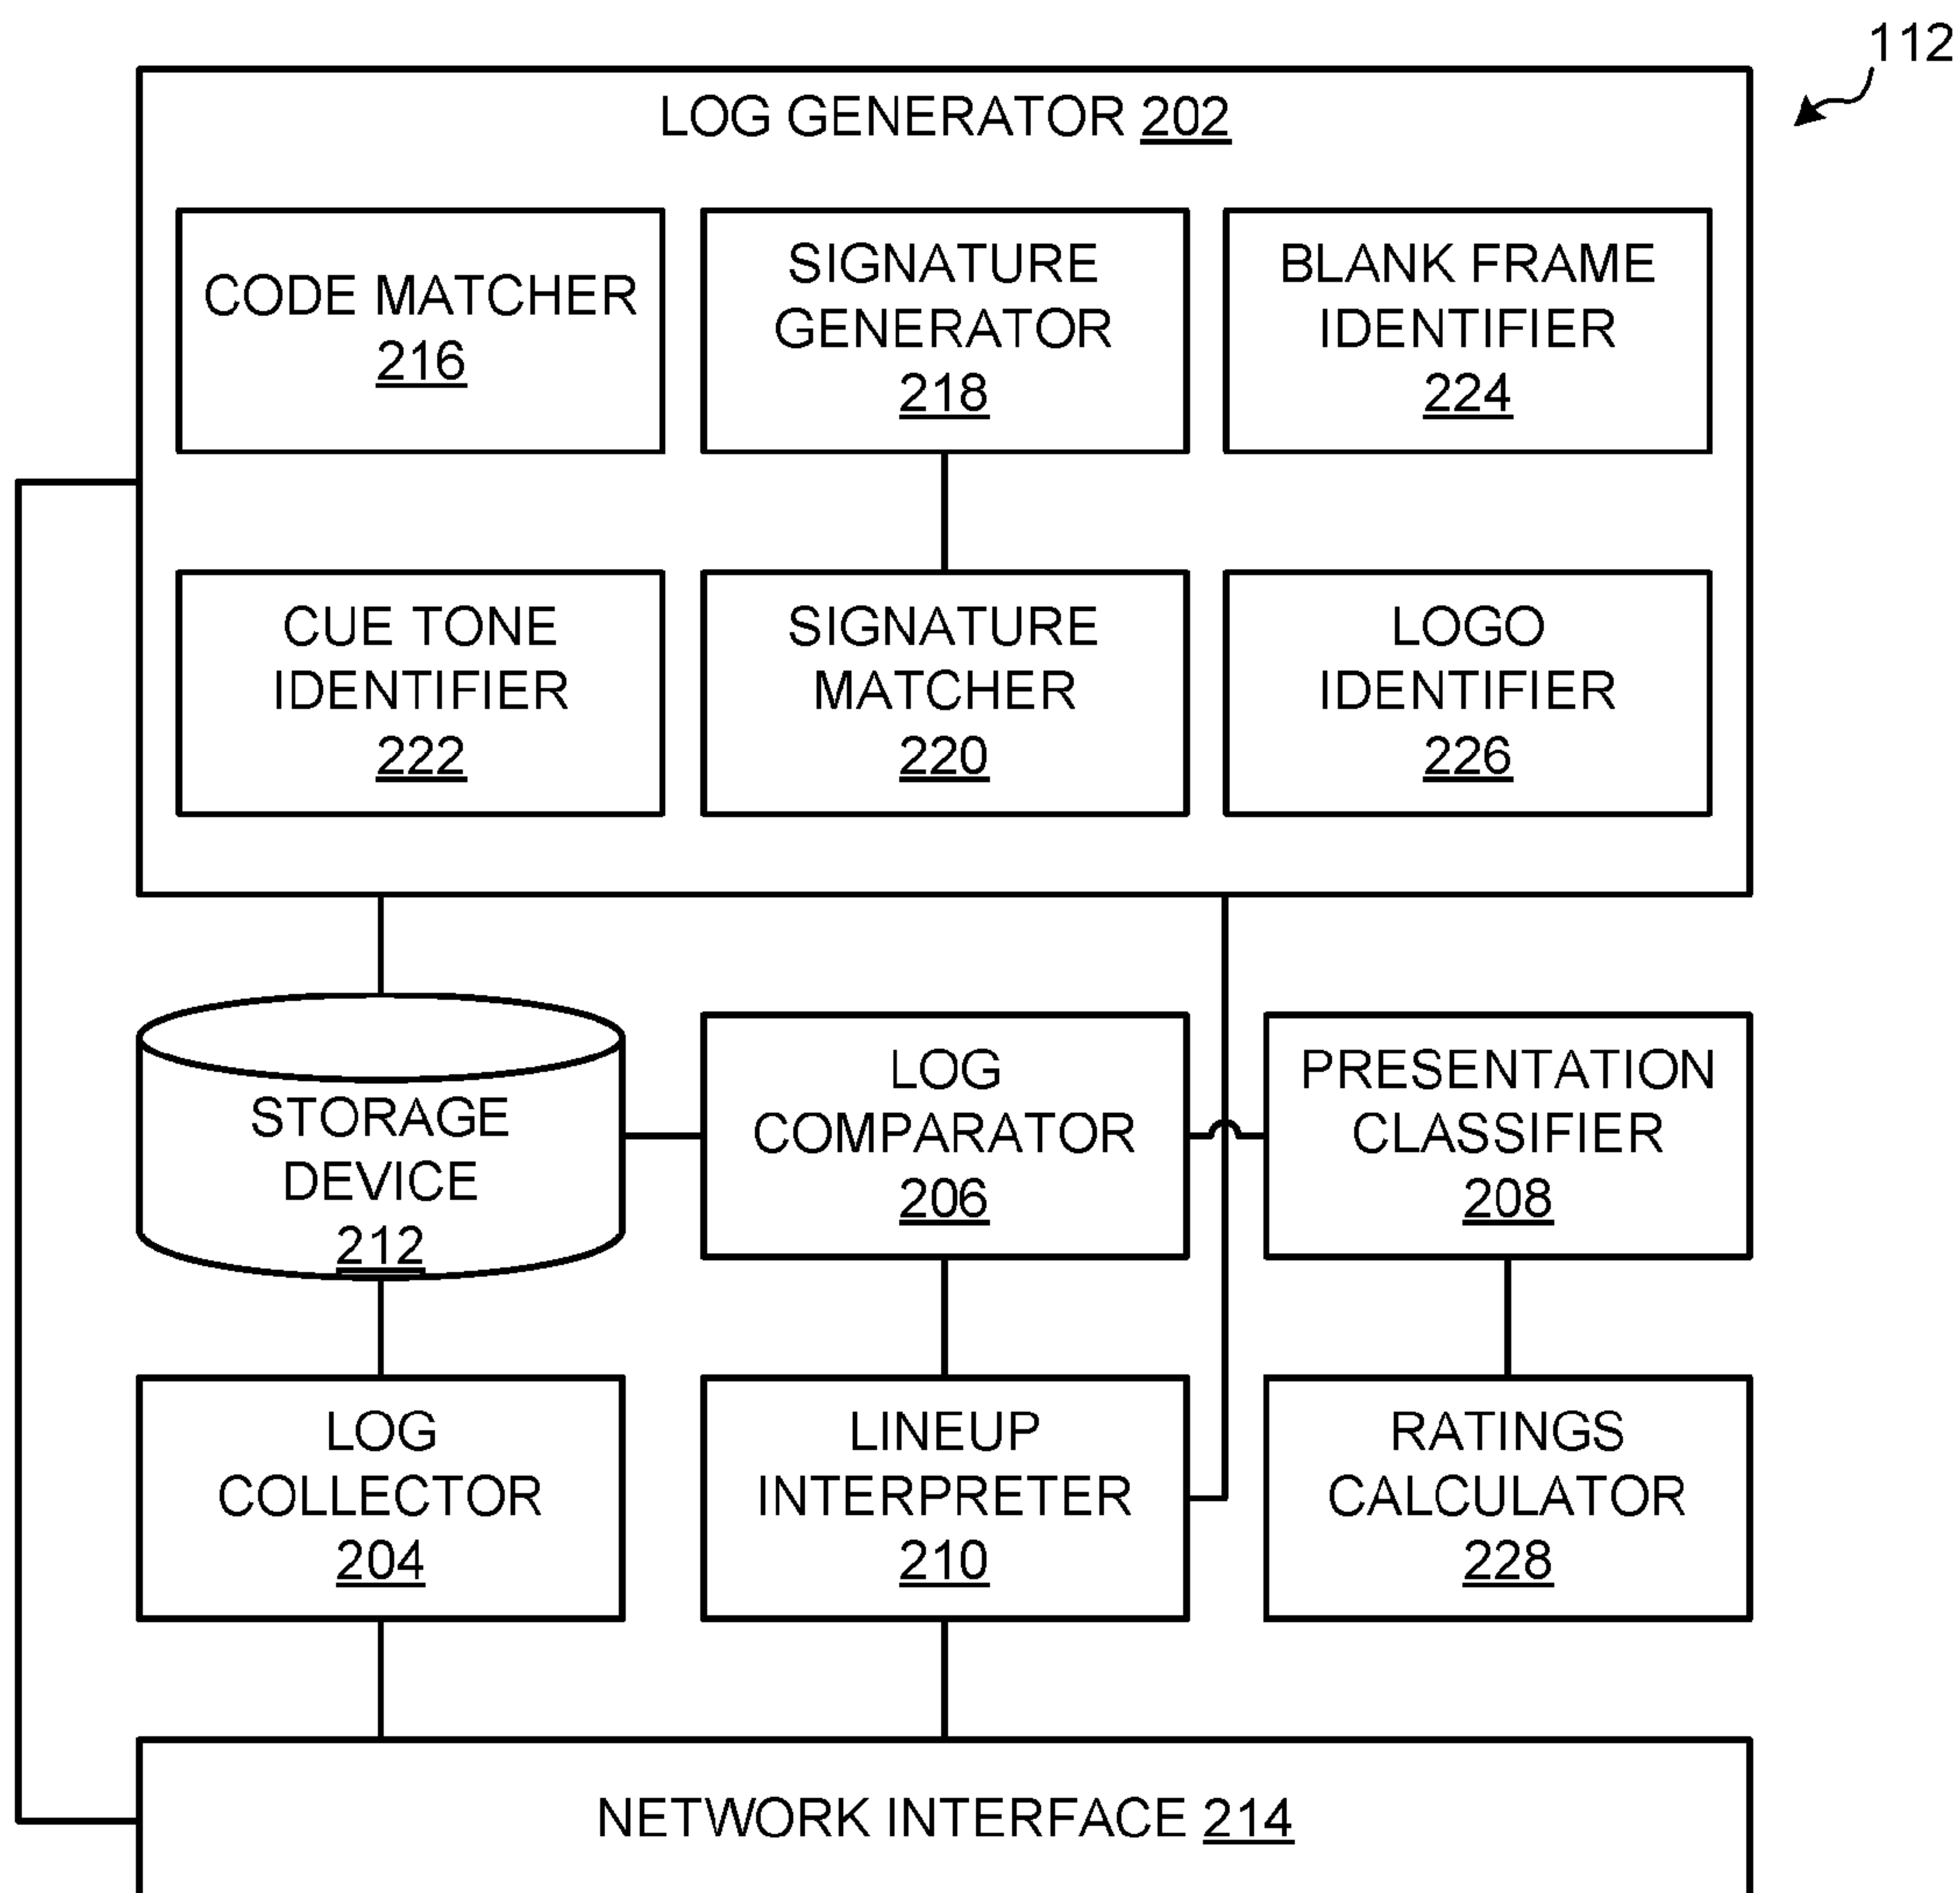 112
LOG GENERATOR 202
CODE MATCHER
216
SIGNATURE
GENERATOR
218
BLANK FRAME
IDENTIFIER
224
CUE TONE
IDENTIFIER
222
SIGNATURE
MATCHER
220
LOGO
IDENTIFIER
226
STORAGE
DEVICE
212
LOG
COMPARATOR
206
PRESENTATION
CLASSIFIER
208
LOG
COLLECTOR
204
LINEUP
INTERPRETER
210
RATINGS
CALCULATOR
228
NETWORK INTERFACE 214